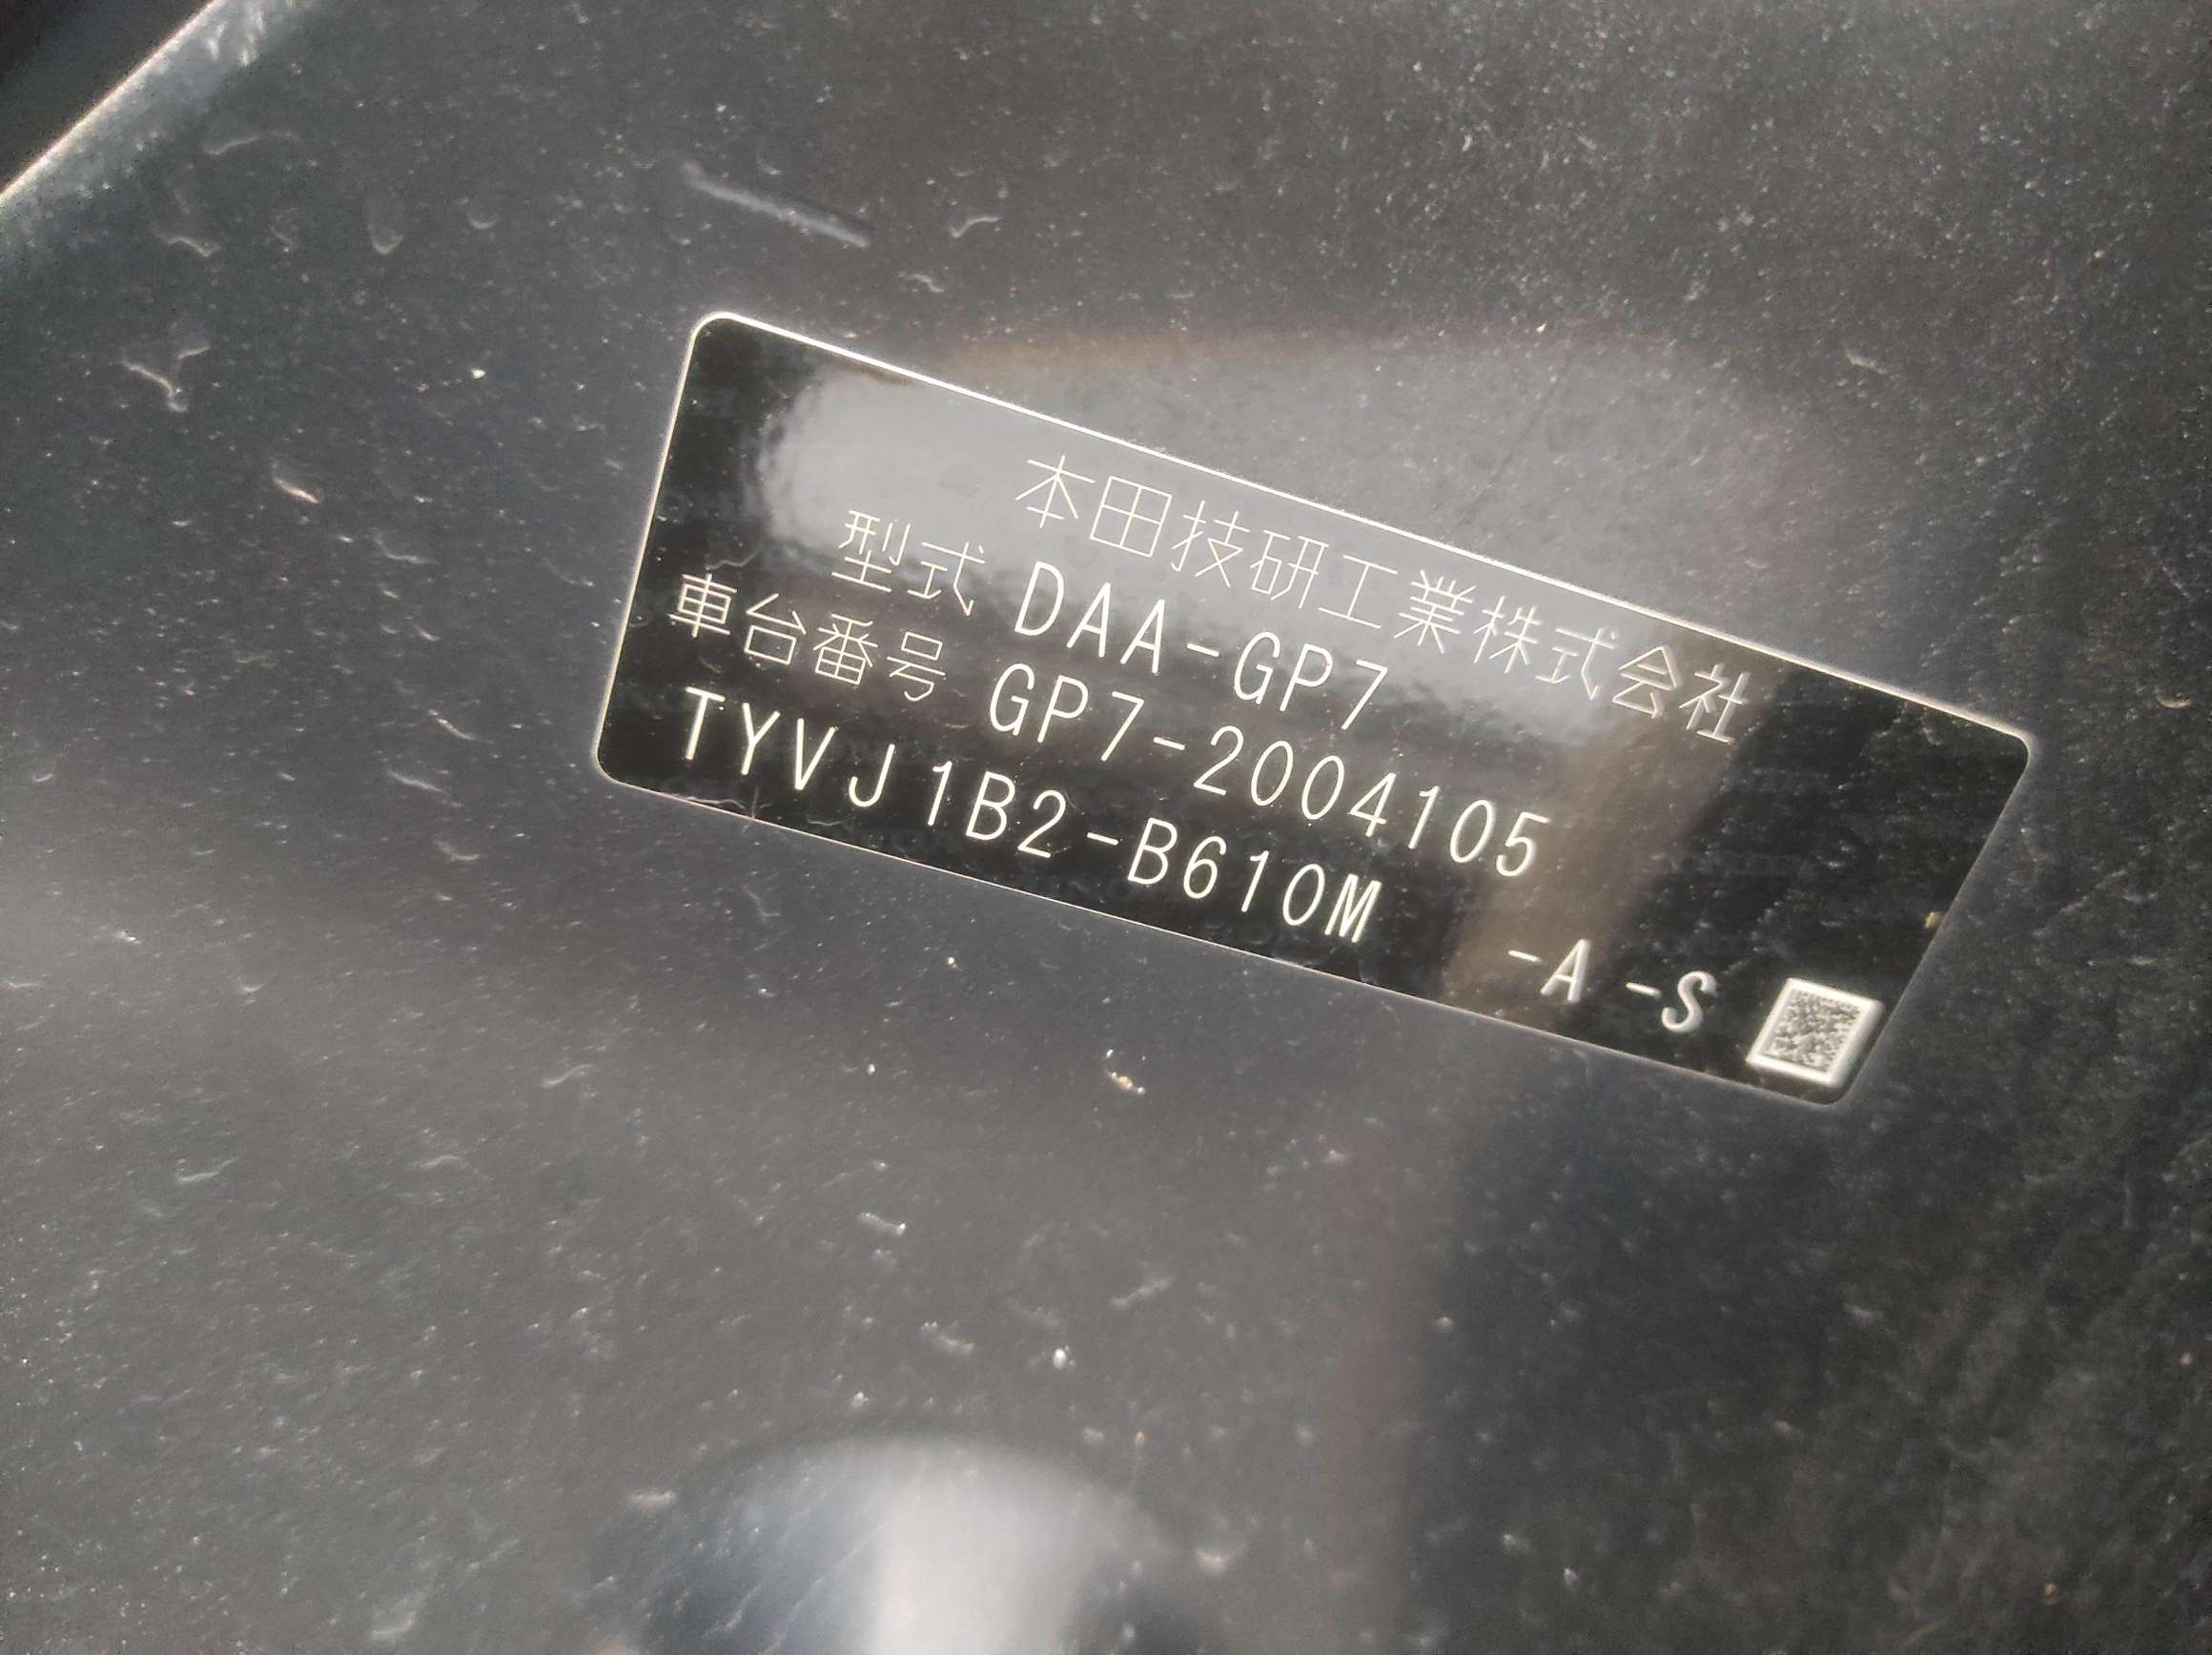 本田技研工業株式会社
型式 DAA-GP7
車台番号 GP7-2004105
TYVJ1B2-B610M -A -S